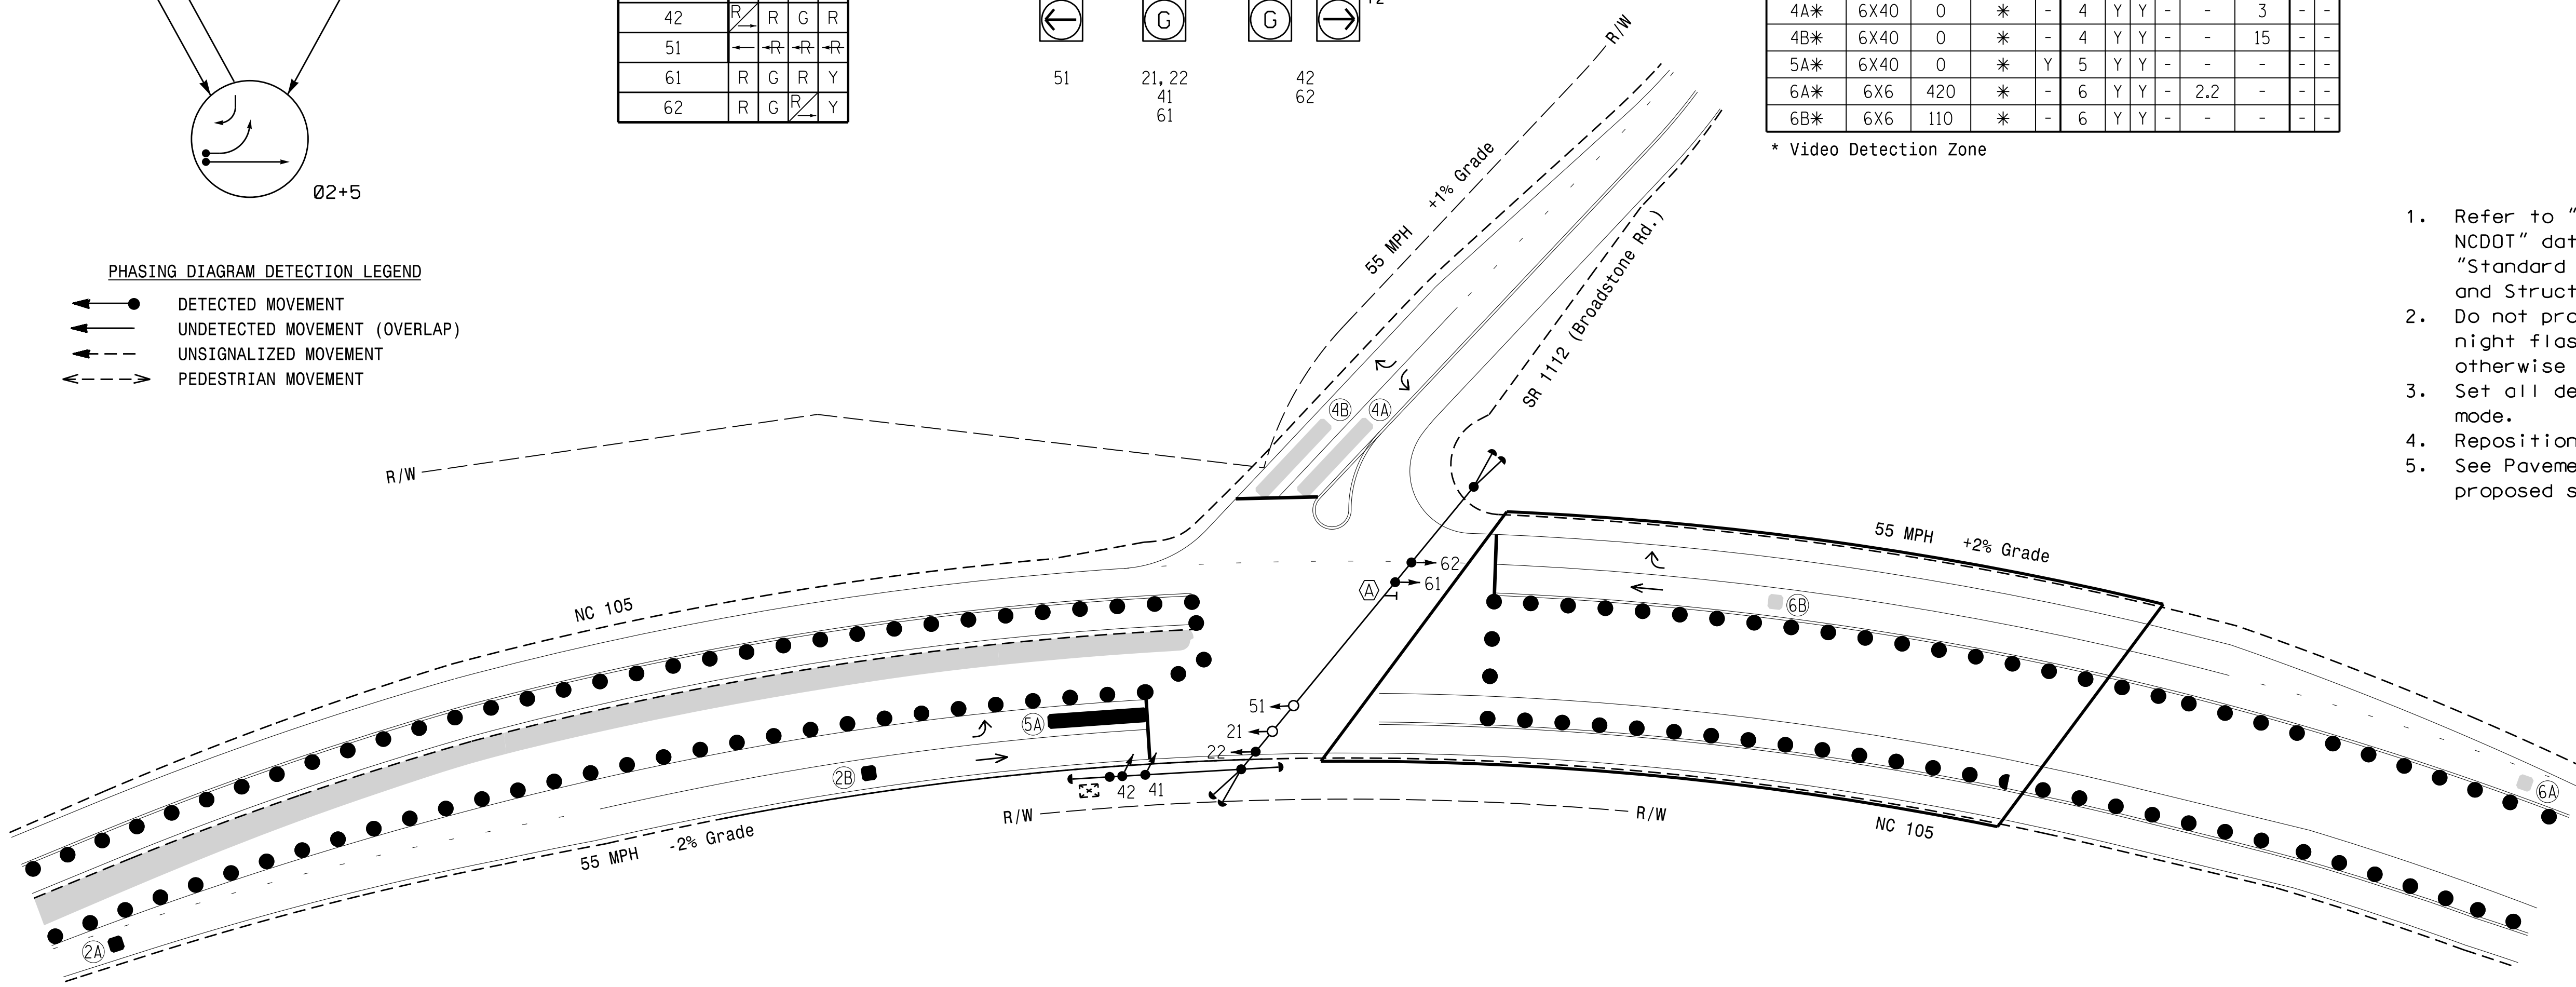 42 R R G R
51 R R R
61 R G R Y
62 R G R Y
G G
51 21, 22 42
41 62
61
4A* 6X40 0 * - 4 Y Y - - 3 - -
4B* 6X40 0 * - 4 Y Y - - 15 - -
5A* 6X40 0 * Y 5 Y Y - - - - -
6A* 6X6 420 * - 6 Y Y - 2.2 - - -
6B* 6X6 110 * - 6 Y Y - - - - -
* Video Detection Zone
Ø2+5
PHASING DIAGRAM DETECTION LEGEND
DETECTED MOVEMENT
UNDETECTED MOVEMENT (OVERLAP)
UNSIGNALIZED MOVEMENT
PEDESTRIAN MOVEMENT
R/W
55 MPH +1% Grade
SR 1112 (Broadstone Rd.)
1. Refer to "
NCDOT" dat
"Standard
and Struct
2. Do not pro
night flas
otherwise
3. Set all de
mode.
4. Reposition
5. See Paveme
proposed s
R/W
4B 4A
55 MPH +2% Grade
NC 105
62
A 61
6B
51
5A
21
22
2B
42 41
6A
R/W R/W
NC 105
55 MPH -2% Grade
2A